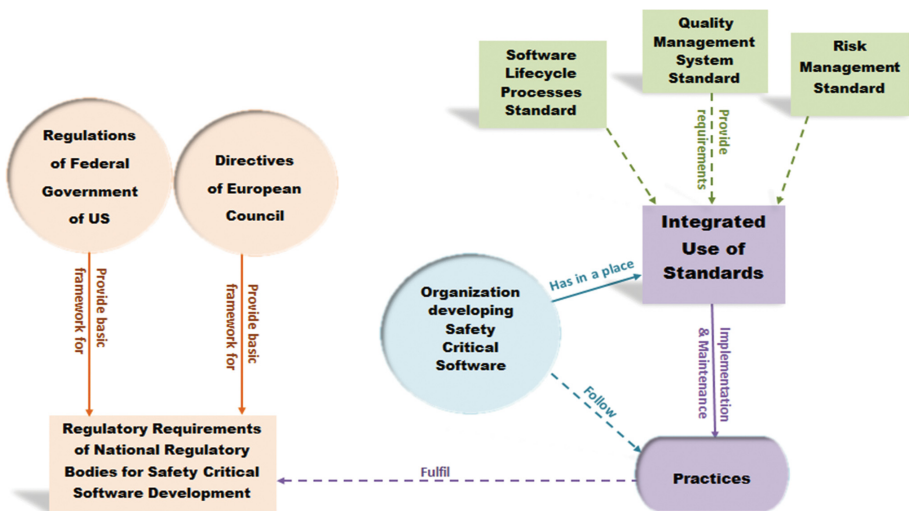 Quality
Management
System
Standard
Software
Lifecycle
Processes
Standard
Risk
Management
Standard
Regulations
of Federal
Government
of US
Directives
of European
Council
Provide
requirements
Integrated
Use of
Standards
Has in a place
Organization
developing
Safety
Critical
Software
Provide basic
framework for
Provide basic
framework for
Implementation
& Maintenance
Follow
Regulatory Requirements
of National Regulatory
Bodies for Safety Critical
Software Development
Fulfil
Practices